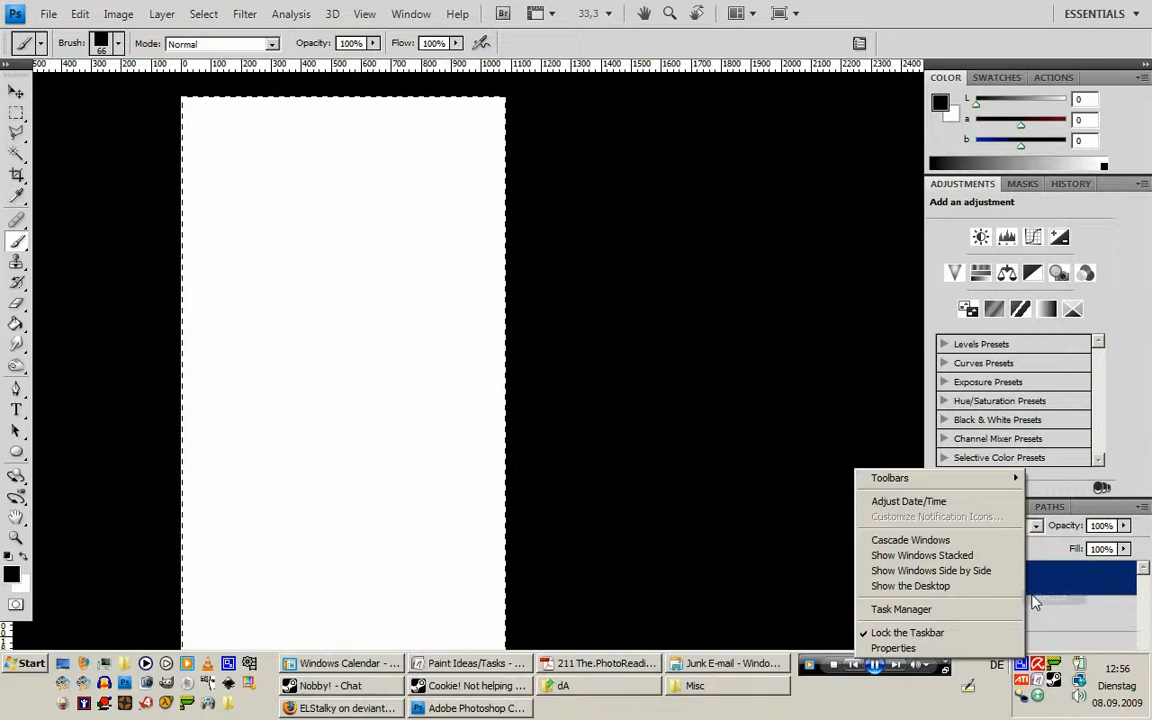 Ps File Edit Image Layer Select Filter Analysis 3D View Window Help Br 33,3 ESSENTIALS
Brush: 66 Mode: Normal Opacity: 100% Flow: 100%
500 400 300 200 100 0 100 200 300 400 500 600 700 800 900 1000 1100 1200 1300 1400 1500 1600 1700 1800 1900 2000 2100 2200 2300 2400
COLOR SWATCHES ACTIONS
L 0
a 0
b 0
ADJUSTMENTS MASKS HISTORY
Add an adjustment
Levels Presets
Curves Presets
Exposure Presets
Hue/Saturation Presets
Black & White Presets
Channel Mixer Presets
Selective Color Presets
PATHS
Opacity: 100%
Fill: 100%
Toolbars
Adjust Date/Time
Customize Notification Icons...
Cascade Windows
Show Windows Stacked
Show Windows Side by Side
Show the Desktop
Task Manager
Lock the Taskbar
Properties
Start
Windows Calendar - ... Paint Ideas/Tasks - ... 211 The.PhotoReadi... Junk E-mail - Windo...
Nobby! - Chat Cookie! Not helping ... dA Misc
ELStalky on deviant... Adobe Photoshop C...
DE
12:56
Dienstag
08.09.2009